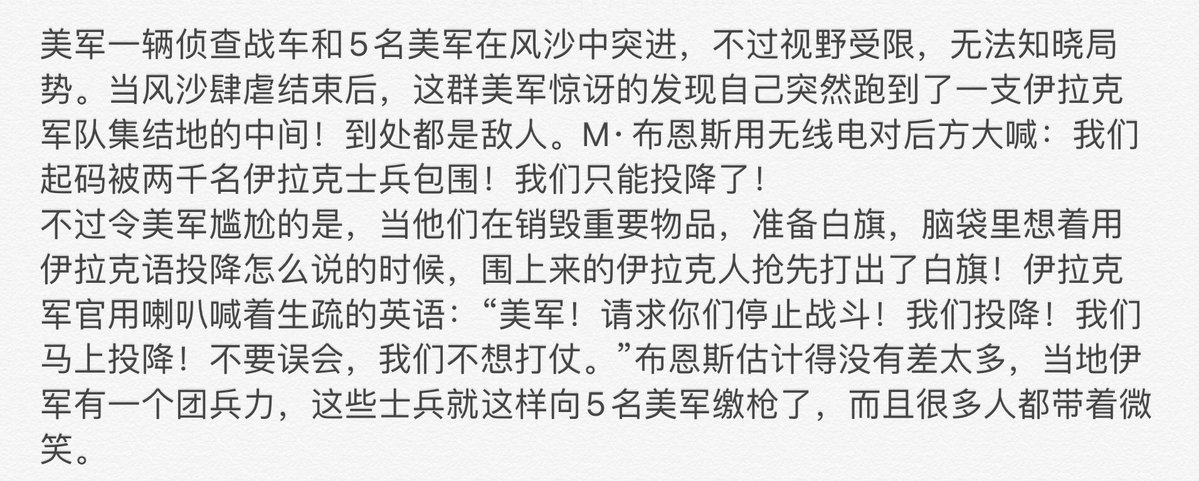 美军一辆侦查战车和5名美军在风沙中突进，不过视野受限，无法知晓局
势。当风沙肆虐结束后，这群美军惊讶的发现自己突然跑到了一支伊拉克
军队集结地的中间！到处都是敌人。M·布恩斯用无线电对后方大喊：我们
起码被两千名伊拉克士兵包围！我们只能投降了！
不过令美军尴尬的是，当他们在销毁重要物品，准备白旗，脑袋里想着用
伊拉克语投降怎么说的时候，围上来的伊拉克人抢先打出了白旗！伊拉克
军官用喇叭喊着生疏的英语：“美军！请求你们停止战斗！我们投降！我们
马上投降！不要误会，我们不想打仗。”布恩斯估计得没有差太多，当地伊
军有一个团兵力，这些士兵就这样向5名美军缴枪了，而且很多人都带着微
笑。